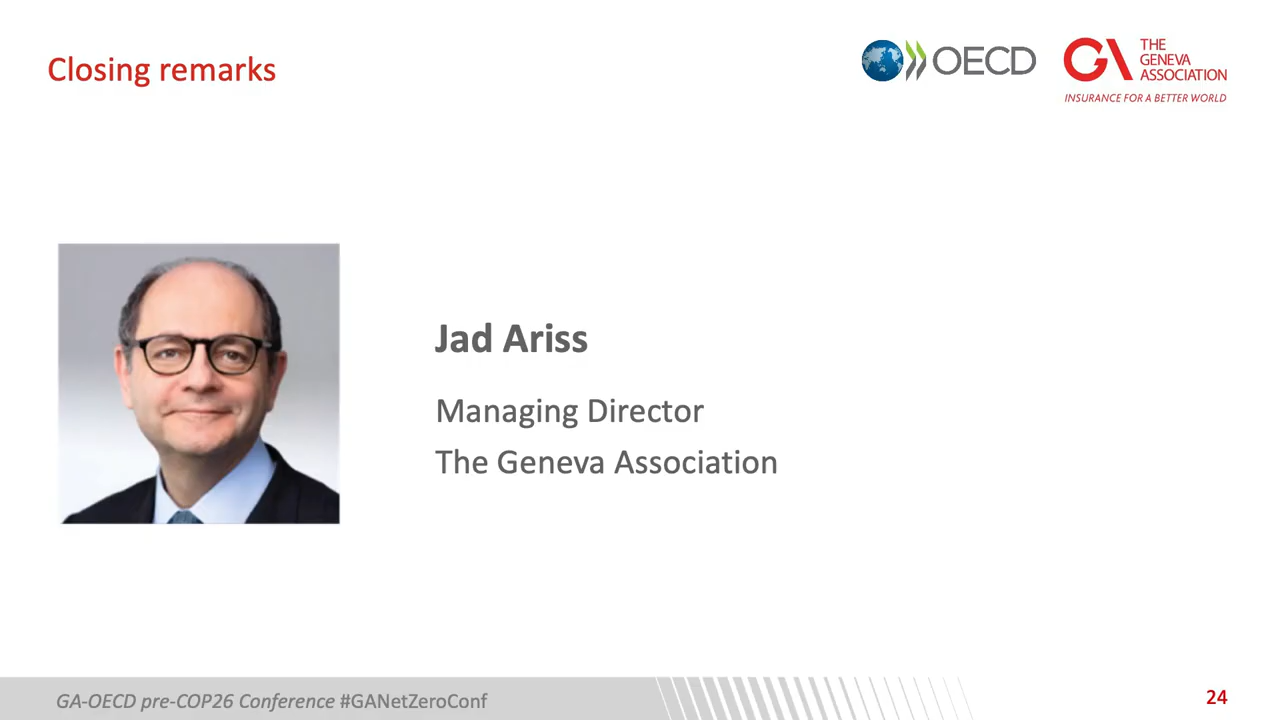 Closing remarks
OECD
GA
THE
GENEVA
ASSOCIATION
INSURANCE FOR A BETTER WORLD
Jad Ariss
Managing Director
The Geneva Association
GA-OECD pre-COP26 Conference #GANetZeroConf
24